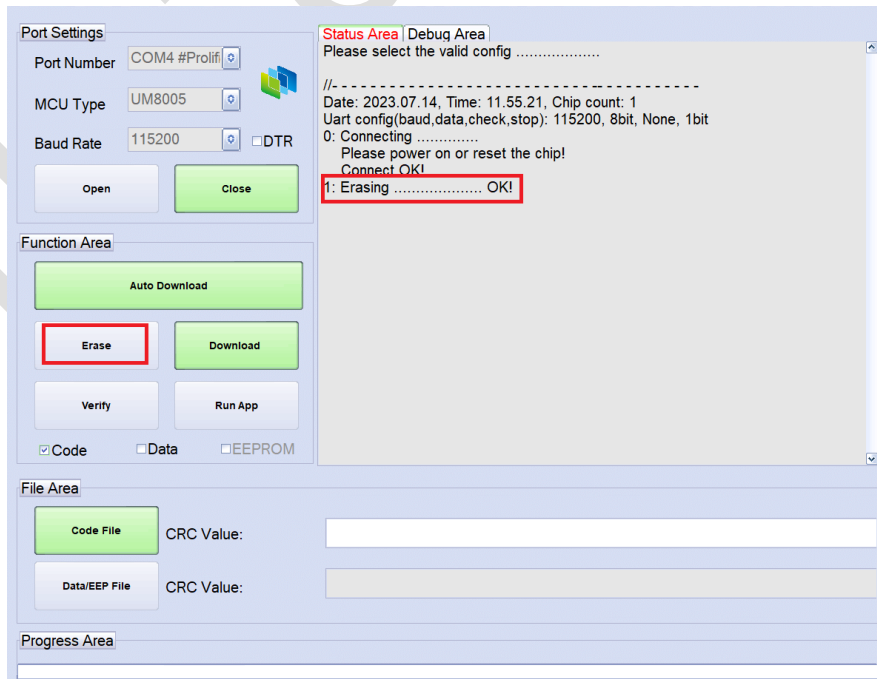 Port Settings
Port Number COM4 #Prolifi
MCU Type UM8005
Baud Rate 115200 DTR
Open Close
Function Area
Auto Download
Erase Download
Verify Run App
Code Data EEPROM
Status Area Debug Area
Please select the valid config ...................
//- - - - - - - - - - - - - - - - - - - - - - - - - - - -- - - - - - - - - - -
Date: 2023.07.14, Time: 11.55.21, Chip count: 1
Uart config(baud,data,check,stop): 115200, 8bit, None, 1bit
0: Connecting .............
Please power on or reset the chip!
Connect OK!
1: Erasing .................... OK!
File Area
Code File CRC Value:
Data/EEP File CRC Value:
Progress Area